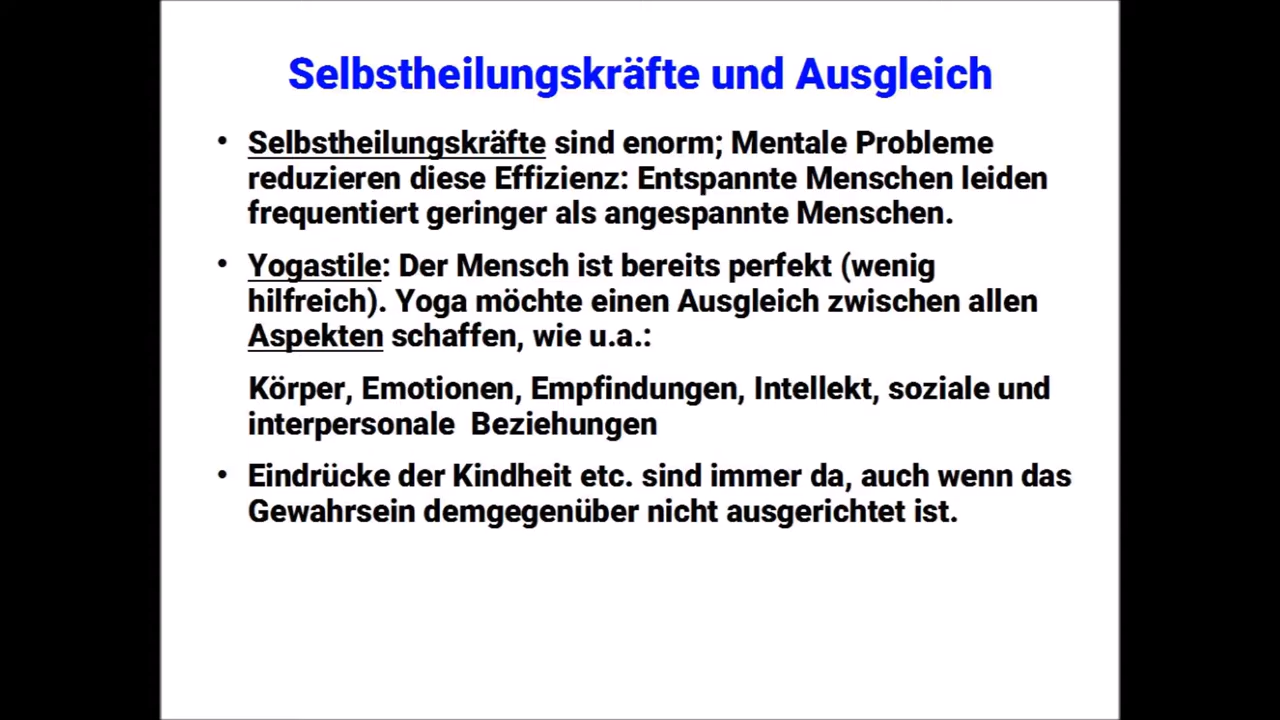 Selbstheilungskräfte und Ausgleich
• Selbstheilungskräfte sind enorm; Mentale Probleme
reduzieren diese Effizienz: Entspannte Menschen leiden
frequentiert geringer als angespannte Menschen.
• Yogastile: Der Mensch ist bereits perfekt (wenig
hilfreich). Yoga möchte einen Ausgleich zwischen allen
Aspekten schaffen, wie u.a.:
Körper, Emotionen, Empfindungen, Intellekt, soziale und
interpersonale  Beziehungen
• Eindrücke der Kindheit etc. sind immer da, auch wenn das
Gewahrsein demgegenüber nicht ausgerichtet ist.